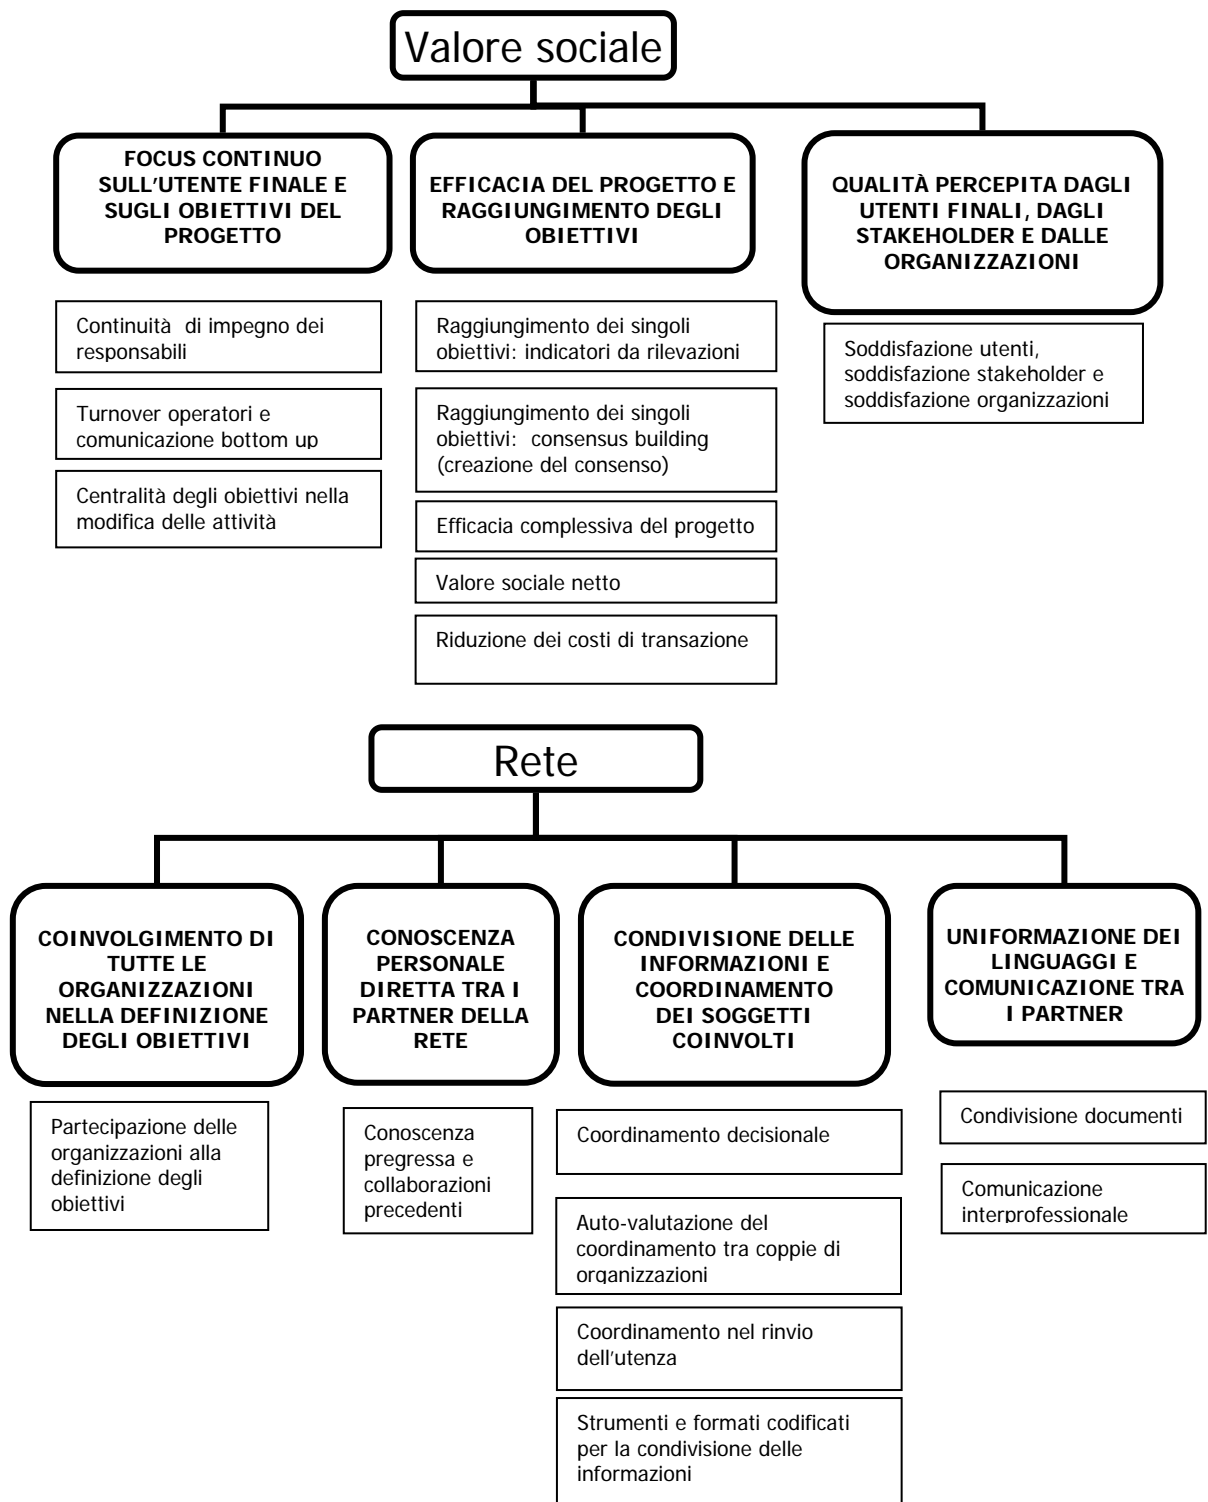 Valore sociale
FOCUS CONTINUO
SULL'UTENTE FINALE E
SUGLI OBIETTIVI DEL
PROGETTO
EFFICACIA DEL PROGETTO E
RAGGIUNGIMENTO DEGLI
OBIETTIVI
QUALITÀ PERCEPITA DAGLI
UTENTI FINALI, DAGLI
STAKEHOLDER E DALLE
ORGANIZZAZIONI
Continuità di impegno dei
responsabili
Turnover operatori e
comunicazione bottom up
Centralità degli obiettivi nella
modifica delle attività
Raggiungimento dei singoli
obiettivi: indicatori da rilevazioni
Raggiungimento dei singoli
obiettivi: consensus building
(creazione del consenso)
Efficacia complessiva del progetto
Valore sociale netto
Riduzione dei costi di transazione
Soddisfazione utenti,
soddisfazione stakeholder e
soddisfazione organizzazioni
Rete
COINVOLGIMENTO DI
TUTTE LE
ORGANIZZAZIONI
NELLA DEFINIZIONE
DEGLI OBIETTIVI
CONOSCENZA
PERSONALE
DIRETTA TRA I
PARTNER DELLA
RETE
CONDIVISIONE DELLE
INFORMAZIONI E
COORDINAMENTO
DEI SOGGETTI
COINVOLTI
UNIFORMAZIONE DEI
LINGUAGGI E
COMUNICAZIONE TRA
I PARTNER
Partecipazione delle
organizzazioni alla
definizione degli
obiettivi
Conoscenza
pregressa e
collaborazioni
precedenti
Coordinamento decisionale
Auto-valutazione del
coordinamento tra coppie di
organizzazioni
Coordinamento nel rinvio
dell'utenza
Strumenti e formati codificati
per la condivisione delle
informazioni
Condivisione documenti
Comunicazione
interprofessionale